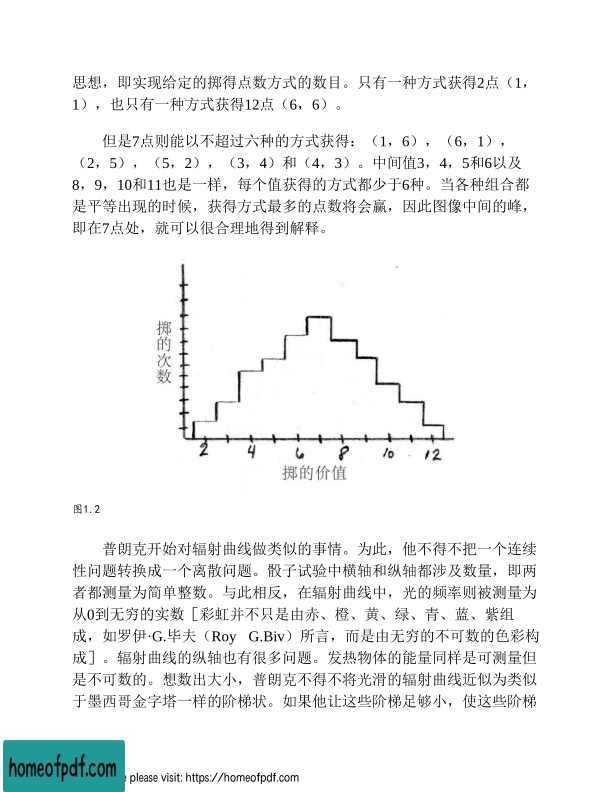 思想，即实现给定的掷得点数方式的数目。只有一种方式获得2点（1，
1），也只有一种方式获得12点（6，6）。
但是7点则能以不超过六种的方式获得：（1，6），（6，1），
（2，5），（5，2），（3，4）和（4，3）。中间值3，4，5和6以及
8，9，10和11也是一样，每个值获得的方式都少于6种。当各种组合都
是平等出现的时候，获得方式最多的点数将会赢，因此图像中间的峰，
即在7点处，就可以很合理地得到解释。
掷的次数
2 4 6 8 10 12
掷的价值
图1.2
普朗克开始对辐射曲线做类似的事情。为此，他不得不把一个连续
性问题转换成一个离散问题。骰子试验中横轴和纵轴都涉及数量，即两
者都测量为简单整数。与此相反，在辐射曲线中，光的频率则被测量为
从0到无穷的实数［彩虹并不只是由赤、橙、黄、绿、青、蓝、紫组
成，如罗伊·G.毕夫（Roy G.Biv）所言，而是由无穷的不可数的色彩构
成］。辐射曲线的纵轴也有很多问题。发热物体的能量同样是可测量但
是不可数的。想数出大小，普朗克不得不将光滑的辐射曲线近似为类似
于墨西哥金字塔一样的阶梯状。如果他让这些阶梯足够小，使这些阶梯
homeofpdf.com
e please visit: https://homeofpdf.com